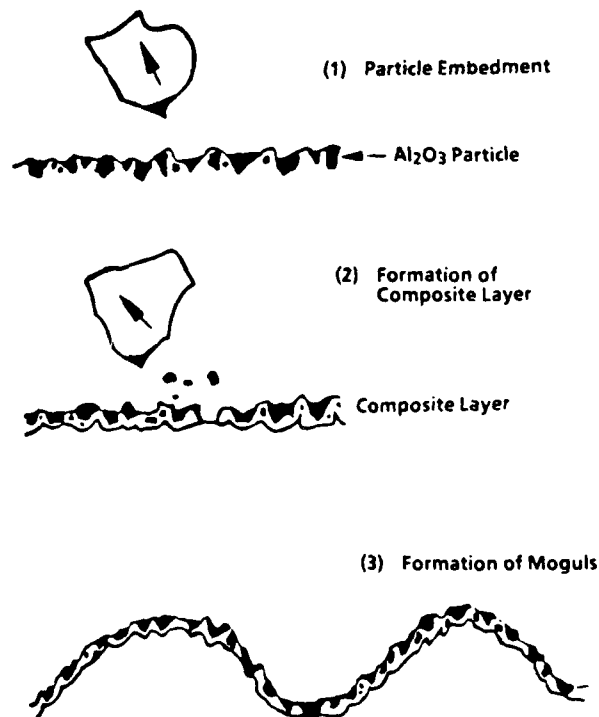 (1) Particle Embedment
Al₂O₃ Particle
(2) Formation of
Composite Layer
Composite Layer
(3) Formation of Moguls